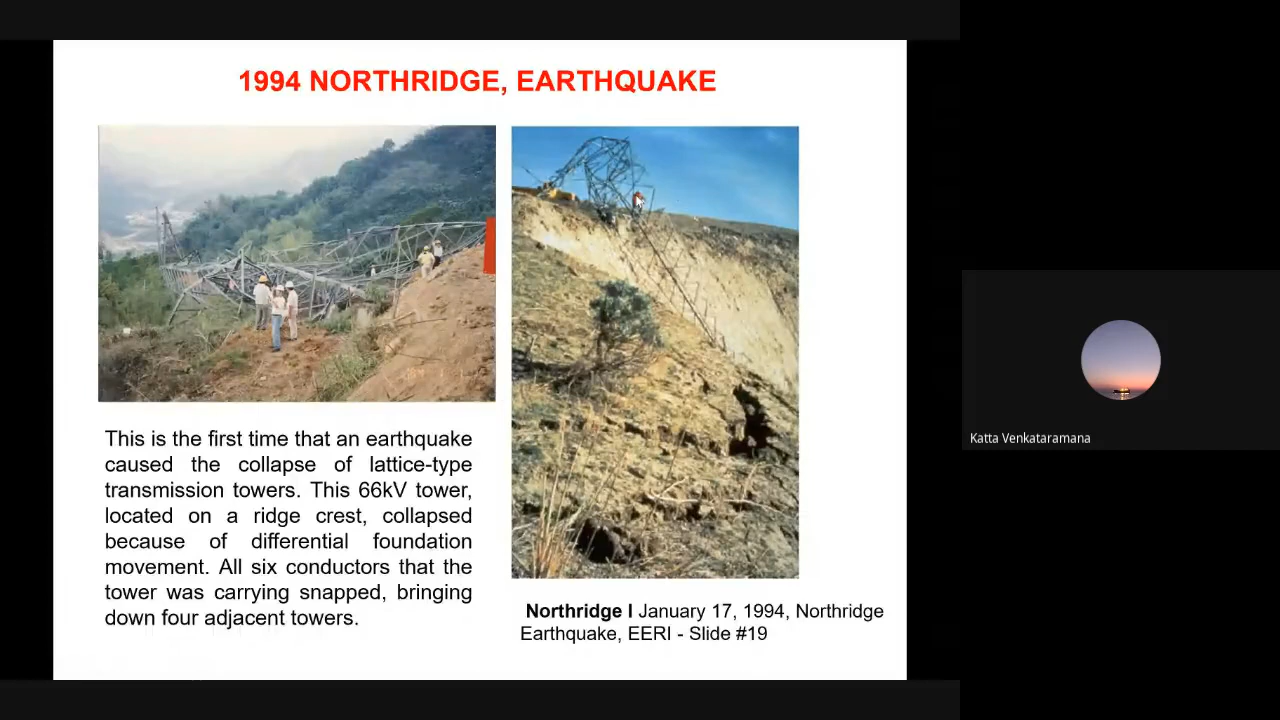 1994 NORTHRIDGE, EARTHQUAKE
This is the first time that an earthquake
caused the collapse of lattice-type
transmission towers. This 66kV tower,
located on a ridge crest, collapsed
because of differential foundation
movement. All six conductors that the
tower was carrying snapped, bringing
down four adjacent towers.
Northridge I January 17, 1994, Northridge
Earthquake, EERI - Slide #19
Katta Venkataramana